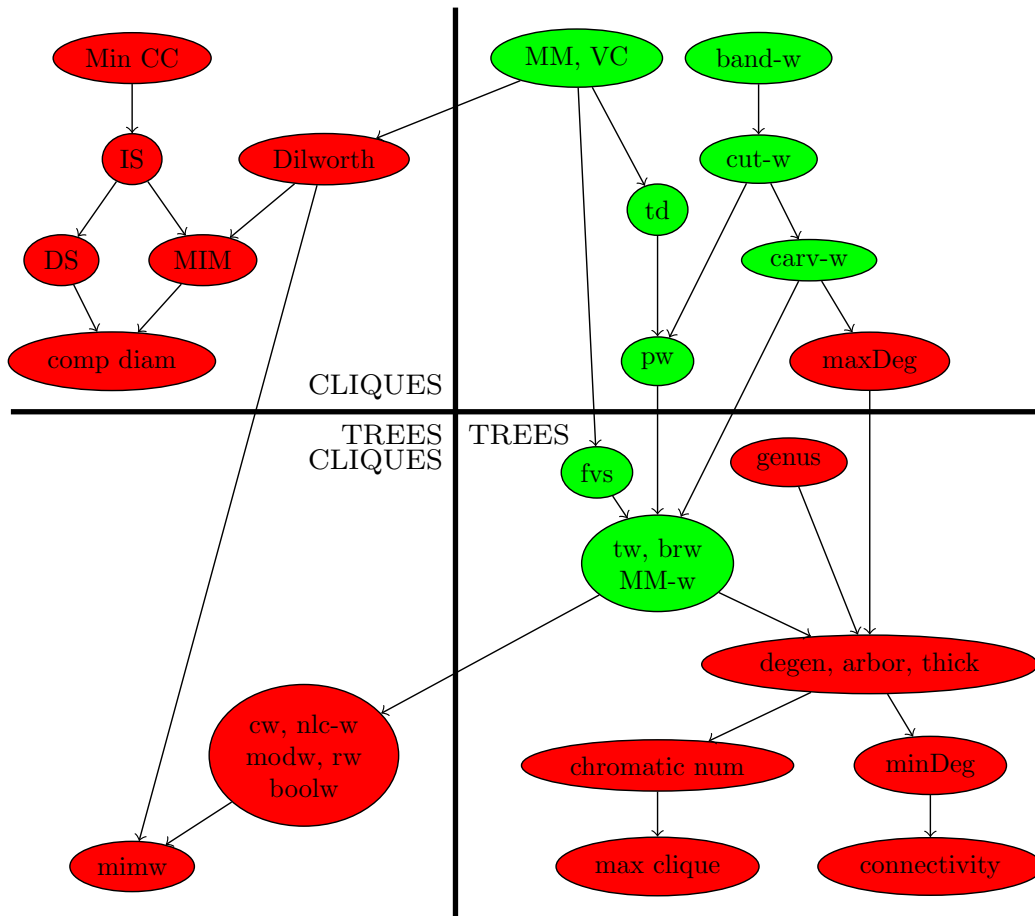 Min CC
MM, VC
band-w
IS
Dilworth
cut-w
td
DS
MIM
carv-w
comp diam
pw
maxDeg
CLIQUES
TREES
TREES
CLIQUES
genus
fvs
tw, brw
MM-w
degen, arbor, thick
cw, nlc-w
modw, rw
boolw
chromatic num
minDeg
mimw
max clique
connectivity